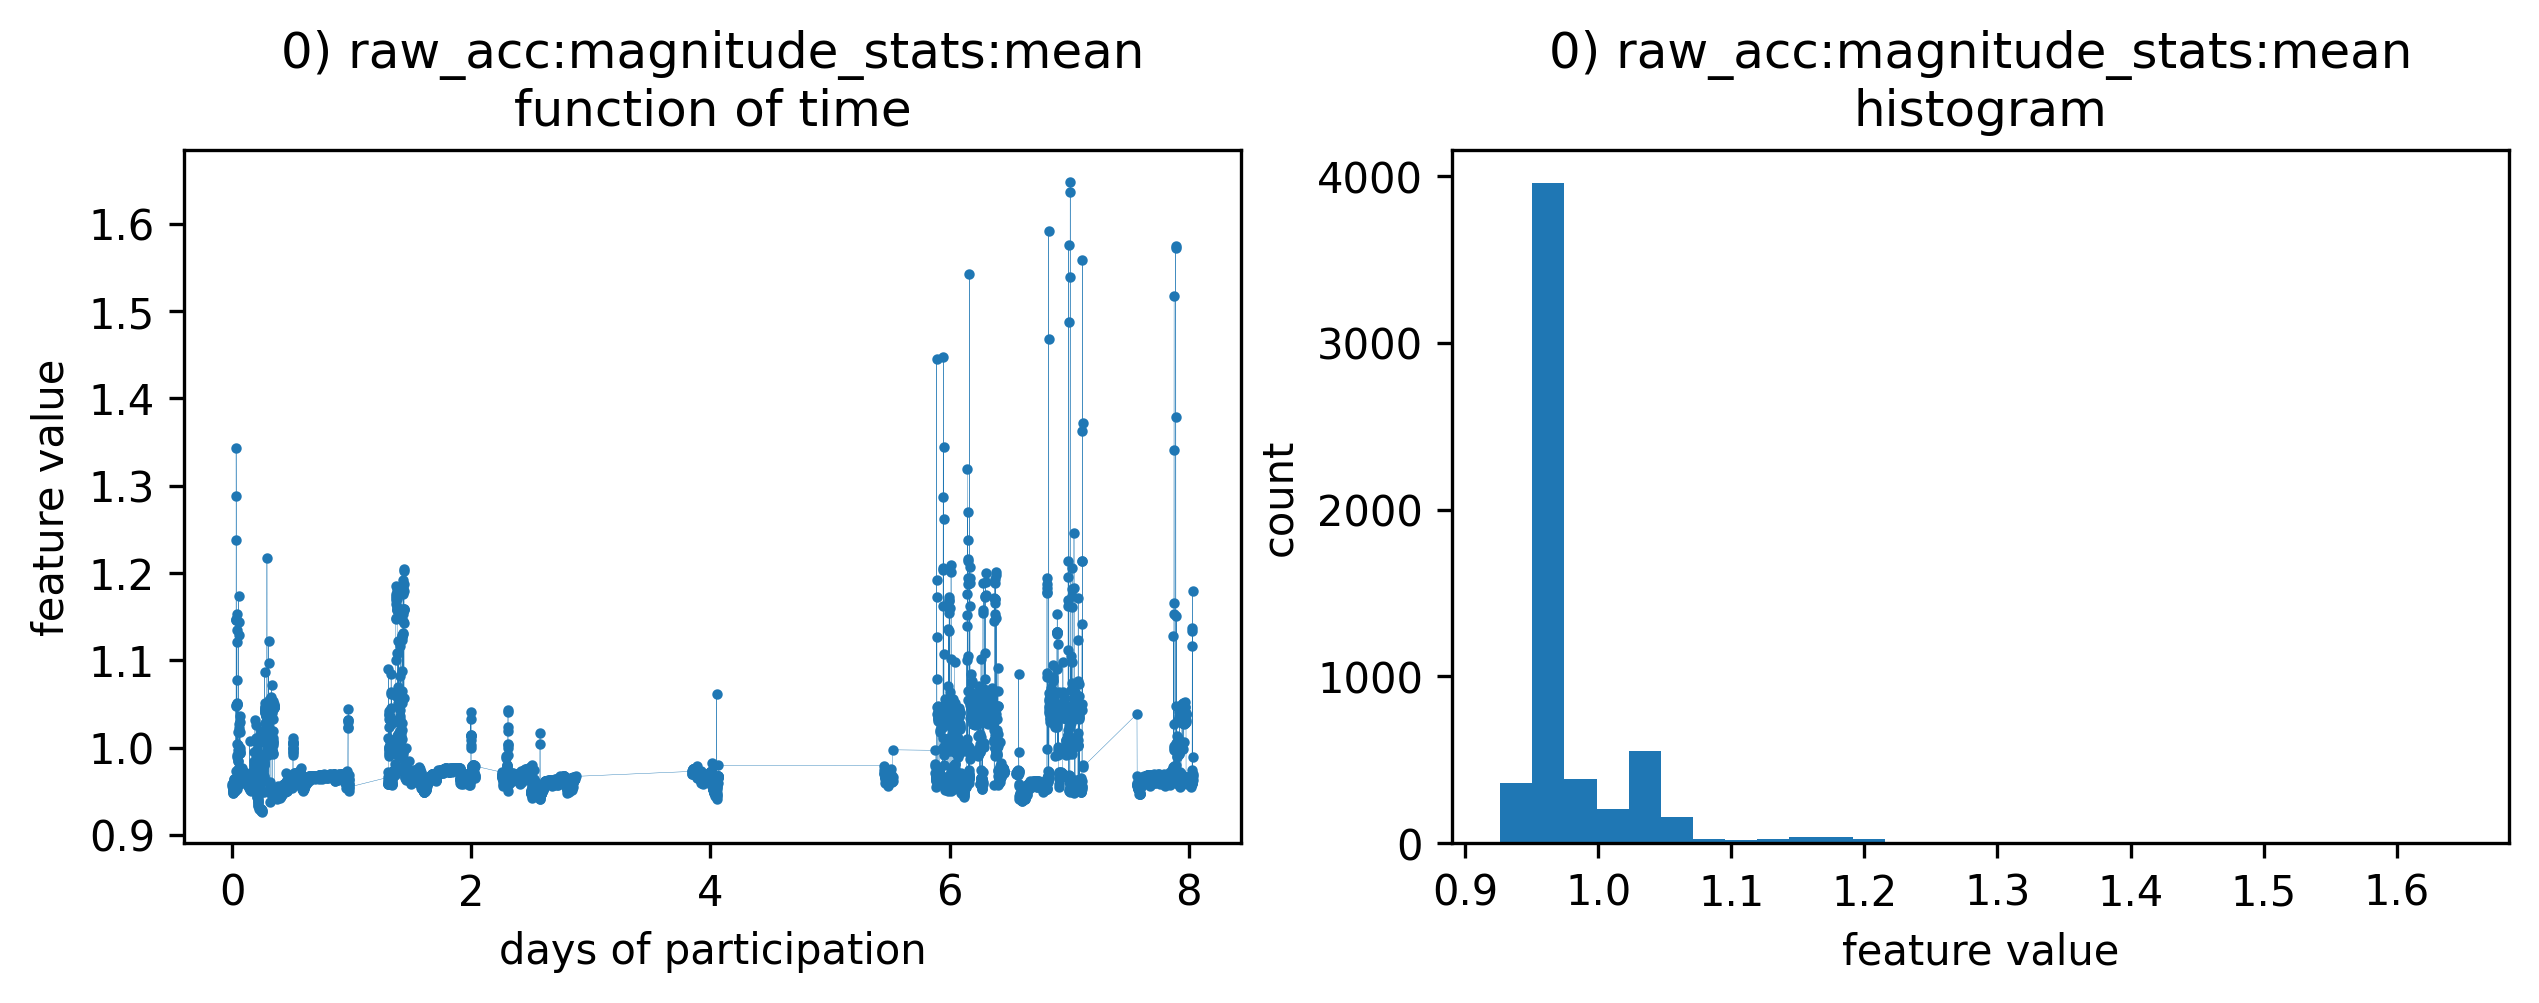 0) raw_acc:magnitude_stats:mean
function of time
feature value
1.6
1.5
1.4
1.3
1.2
1.1
1.0
0.9
0 2 4 6 8
days of participation
0) raw_acc:magnitude_stats:mean
histogram
count
4000
3000
2000
1000
0
0.9 1.0 1.1 1.2 1.3 1.4 1.5 1.6
feature value